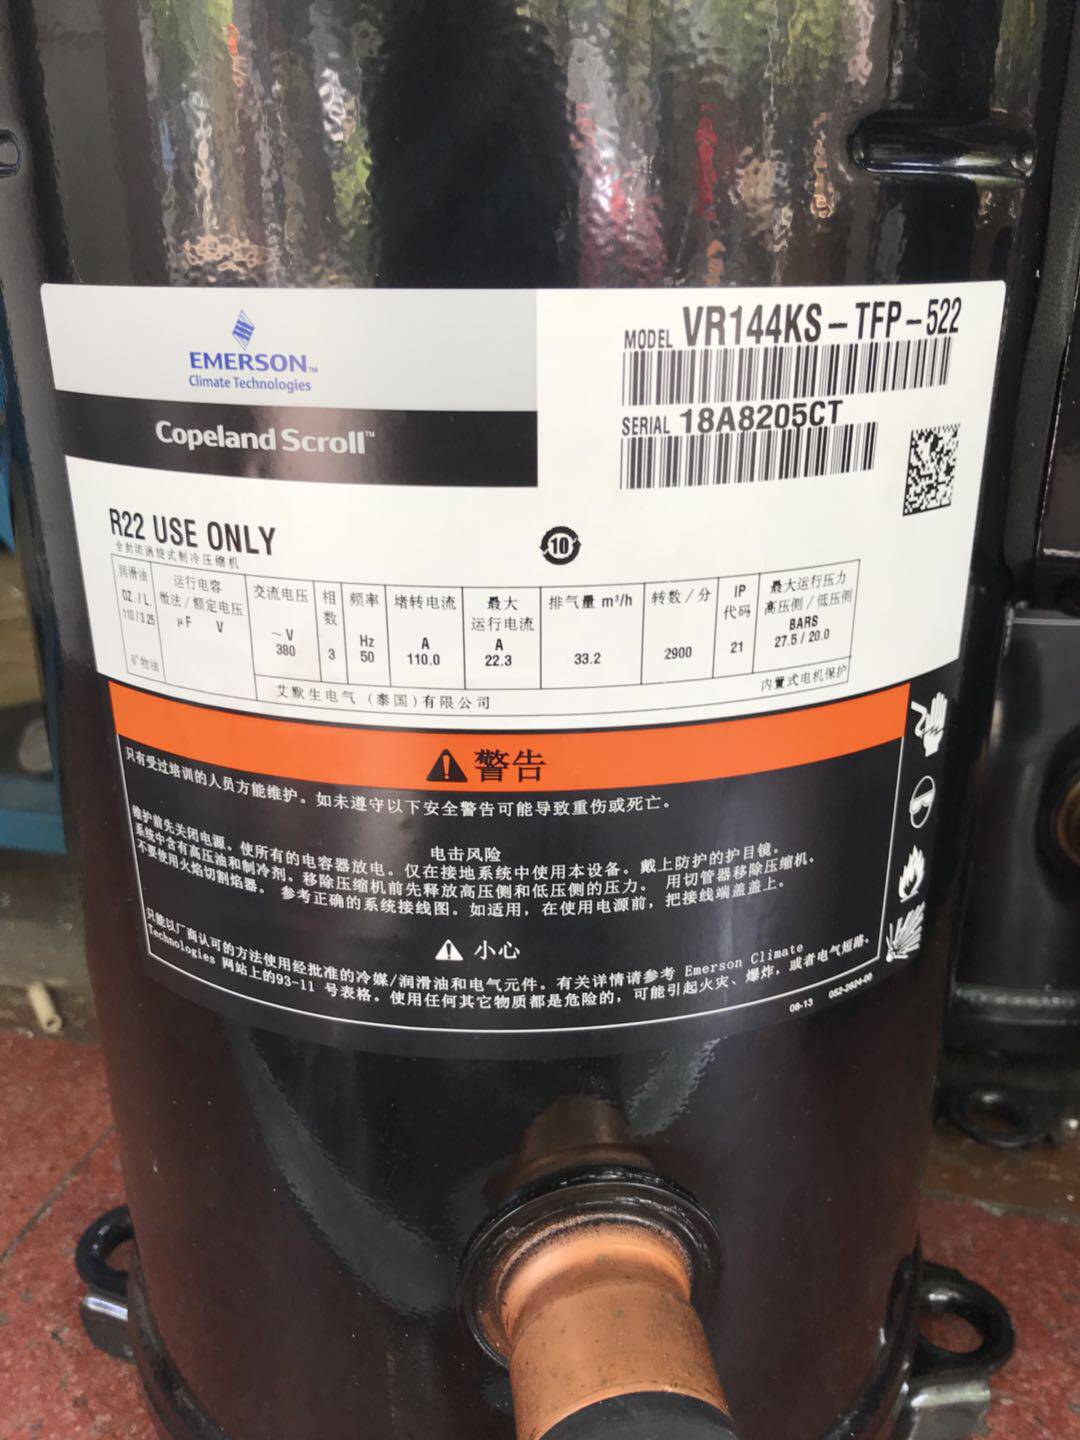 EMERSON™
Climate Technologies
Copeland Scroll™
MODEL VR144KS-TFP-522
SERIAL 18A8205CT
R22 USE ONLY
全封闭涡旋式制冷压缩机
10
润滑油 OZ./L. 110/3.25 矿物油
运行电容 微法/额定电压 μF V
交流电压 ~V 380
相数 3
频率 Hz 50
堵转电流 A 110.0
最大运行电流 A 22.3
排气量 m³/h 33.2
转数/分 2900
IP代码 21
最大运行压力 高压侧/低压侧 BARS 27.5/20.0
艾默生电气(泰国)有限公司
内置式电机保护
警告
只有受过培训的人员方能维护。如未遵守以下安全警告可能导致重伤或死亡。
电击风险
维护前先关闭电源。使所有的电容器放电。仅在接地系统中使用本设备。戴上防护的护目镜。
系统中含有高压油和制冷剂。移除压缩机前先释放高压侧和低压侧的压力。用切管器移除压缩机。
不要使用火焰切割焰器。参考正确的系统接线图。如适用，在使用电源前，把接线端盖盖上。
小心
只能以厂商认可的方法使用经批准的冷媒/润滑油和电气元件。有关详情请参考 Emerson Climate
Technologies 网站上的93-11 号表格。使用任何其它物质都是危险的，可能引起火灾、爆炸，或者电气短路。
08-13 052-2824-00